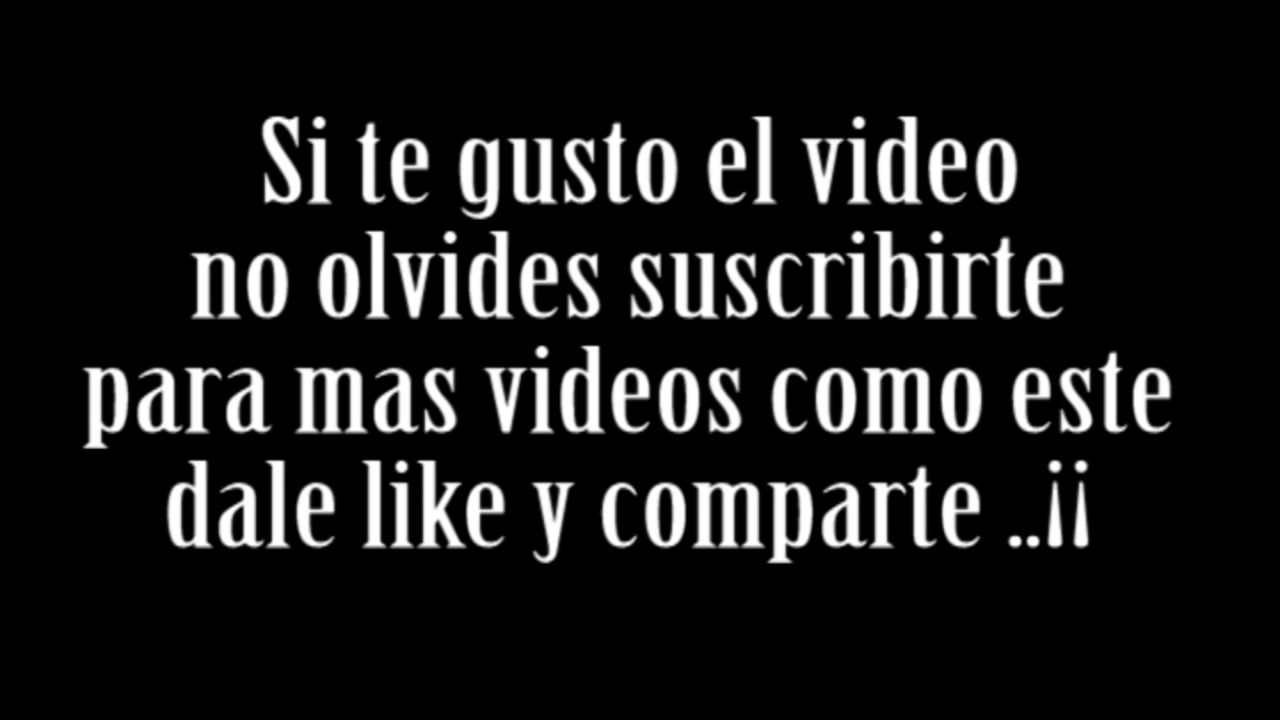 Si te gusto el video
no olvides suscribirte
para mas videos como este
dale like y comparte ..¡¡